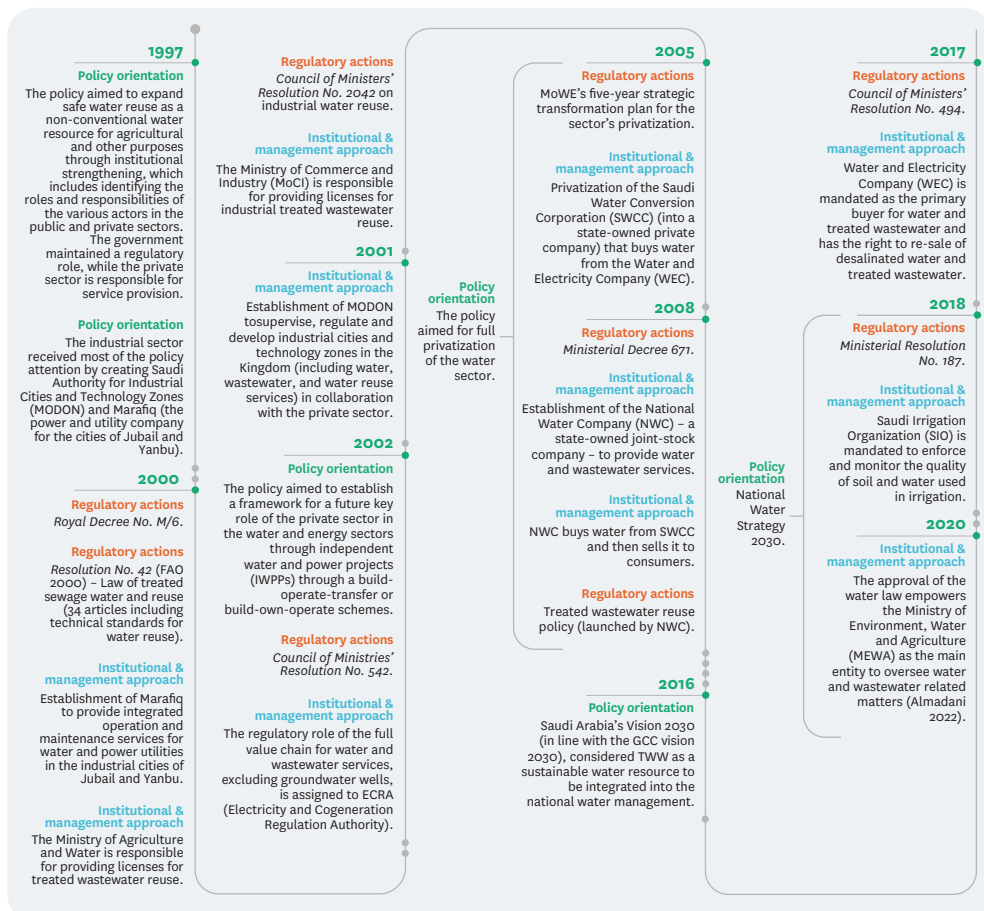 1997
Policy orientation
The policy aimed to expand
safe water reuse as a
non-conventional water
resource for agricultural
and other purposes
through institutional
strengthening, which
includes identifying the
roles and responsibilities of
the various actors in the
public and private sectors.
The government
maintained a regulatory
role, while the private
sector is responsible for
service provision.
Policy orientation
The industrial sector
received most of the policy
attention by creating Saudi
Authority for Industrial
Cities and Technology Zones
(MODON) and Marafiq (the
power and utility company
for the cities of Jubail and
Yanbu).
2000
Regulatory actions
Royal Decree No. M/6.
Regulatory actions
Resolution No. 42 (FAO
2000) – Law of treated
sewage water and reuse
(34 articles including
technical standards for
water reuse).
Institutional &
management approach
Establishment of Marafiq
to provide integrated
operation and
maintenance services for
water and power utilities
in the industrial cities of
Jubail and Yanbu.
Institutional &
management approach
The Ministry of Agriculture
and Water is responsible
for providing licenses for
treated wastewater reuse.
Regulatory actions
Council of Ministers'
Resolution No. 2042 on
industrial water reuse.
Institutional &
management approach
The Ministry of Commerce and
Industry (MoCI) is responsible
for providing licenses for
industrial treated wastewater
reuse.
2001
Institutional &
management approach
Establishment of MODON
tosupervise, regulate and
develop industrial cities and
technology zones in the
Kingdom (including water,
wastewater, and water reuse
services) in collaboration
with the private sector.
2002
Policy orientation
The policy aimed to establish
a framework for a future key
role of the private sector in
the water and energy sectors
through independent
water and power projects
(IWPPs) through a build-
operate-transfer or
build-own-operate schemes.
Regulatory actions
Council of Ministries'
Resolution No. 542.
Institutional &
management approach
The regulatory role of the full
value chain for water and
wastewater services,
excluding groundwater wells,
is assigned to ECRA
(Electricity and Cogeneration
Regulation Authority).
Policy
orientation
The policy
aimed for full
privatization
of the water
sector.
2005
Regulatory actions
MoWE's five-year strategic
transformation plan for the
sector's privatization.
Institutional &
management approach
Privatization of the Saudi
Water Conversion
Corporation (SWCC) (into a
state-owned private
company) that buys water
from the Water and
Electricity Company (WEC).
2008
Regulatory actions
Ministerial Decree 671.
Institutional &
management approach
Establishment of the National
Water Company (NWC) – a
state-owned joint-stock
company – to provide water
and wastewater services.
Institutional &
management approach
NWC buys water from SWCC
and then sells it to
consumers.
Regulatory actions
Treated wastewater reuse
policy (launched by NWC).
2016
Policy orientation
Saudi Arabia's Vision 2030
(in line with the GCC vision
2030), considered TWW as a
sustainable water resource to
be integrated into the
national water management.
2017
Regulatory actions
Council of Ministers'
Resolution No. 494.
Institutional &
management approach
Water and Electricity
Company (WEC) is
mandated as the primary
buyer for water and
treated wastewater and
has the right to re-sale of
desalinated water and
treated wastewater.
Policy
orientation
National
Water
Strategy
2030.
2018
Regulatory actions
Ministerial Resolution
No. 187.
Institutional &
management approach
Saudi Irrigation
Organization (SIO) is
mandated to enforce
and monitor the quality
of soil and water used
in irrigation.
2020
Institutional &
management approach
The approval of the
water law empowers
the Ministry of
Environment, Water
and Agriculture
(MEWA) as the main
entity to oversee water
and wastewater related
matters (Almadani
2022).